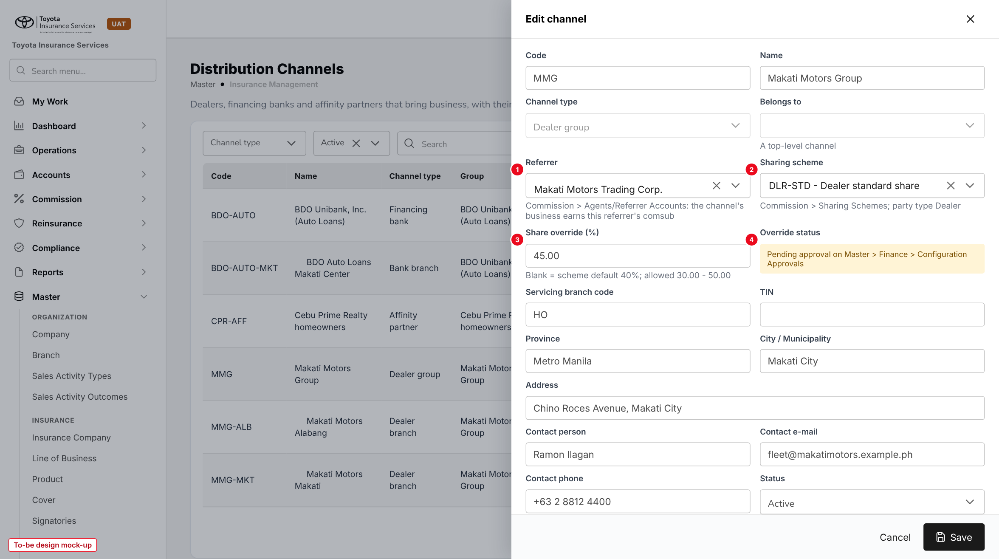 Toyota
Insurance Services
UAT
Toyota Insurance Services
Search menu...
My Work
Dashboard
Operations
Accounts
Commission
Reinsurance
Compliance
Reports
Master
ORGANIZATION
Company
Branch
Sales Activity Types
Sales Activity Outcomes
INSURANCE
Insurance Company
Line of Business
Product
Cover
Signatories
To-be design mock-up
Distribution Channels
Master • Insurance Management
Dealers, financing banks and affinity partners that bring business, with their
Channel type
Active
Search
Code Name Channel type Group
BDO-AUTO BDO Unibank, Inc. (Auto Loans) Financing bank BDO Unibank (Auto Loans)
BDO-AUTO-MKT BDO Auto Loans Makati Center Bank branch BDO Unibank (Auto Loans)
CPR-AFF Cebu Prime Realty homeowners Affinity partner Cebu Prime homeowners
MMG Makati Motors Group Dealer group Makati Motor Group
MMG-ALB Makati Motors Alabang Dealer branch Makati Motor Group
MMG-MKT Makati Motors Makati Dealer branch Makati Motor Group
Edit channel
Code
MMG
Name
Makati Motors Group
Channel type
Dealer group
Belongs to
A top-level channel
1
Referrer
Makati Motors Trading Corp.
Commission > Agents/Referrer Accounts: the channel's
business earns this referrer's comsub
2
Sharing scheme
DLR-STD - Dealer standard share
Commission > Sharing Schemes; party type Dealer
3
Share override (%)
45.00
Blank = scheme default 40%; allowed 30.00 - 50.00
4
Override status
Pending approval on Master > Finance > Configuration
Approvals
Servicing branch code
HO
TIN
Province
Metro Manila
City / Municipality
Makati City
Address
Chino Roces Avenue, Makati City
Contact person
Ramon Ilagan
Contact e-mail
fleet@makatimotors.example.ph
Contact phone
+63 2 8812 4400
Status
Active
Cancel
Save